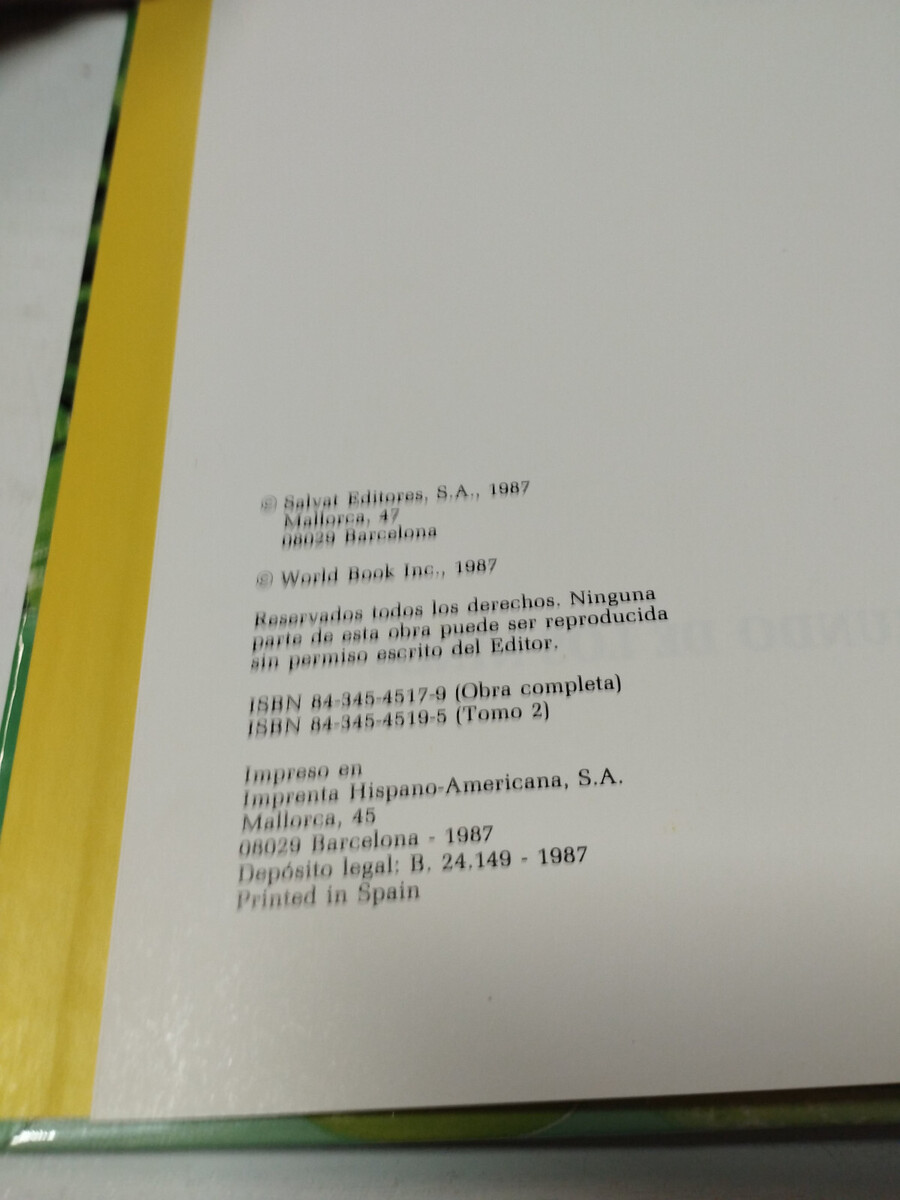 © Salvat Editores, S.A., 1987
Mallorca, 47
08029 Barcelona
© World Book Inc., 1987
Reservados todos los derechos. Ninguna
parte de esta obra puede ser reproducida
sin permiso escrito del Editor.
ISBN 84-345-4517-9 (Obra completa)
ISBN 84-345-4519-5 (Tomo 2)
Impreso en
Imprenta Hispano-Americana, S.A.
Mallorca, 45
08029 Barcelona - 1987
Depósito legal: B. 24.149 - 1987
Printed in Spain